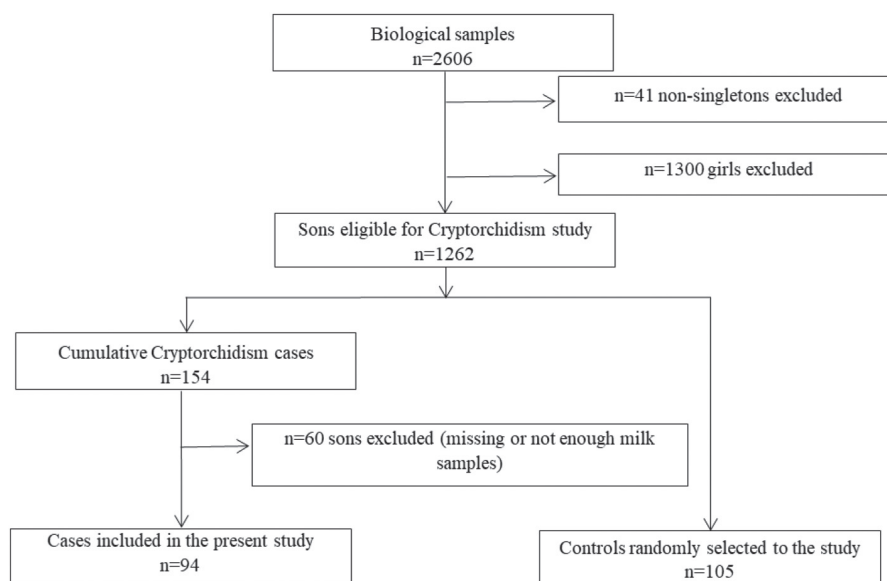 Biological samples
n=2606
n=41 non-singletons excluded
n=1300 girls excluded
Sons eligible for Cryptorchidism study
n=1262
Cumulative Cryptorchidism cases
n=154
n=60 sons excluded (missing or not enough milk
samples)
Cases included in the present study
n=94
Controls randomly selected to the study
n=105